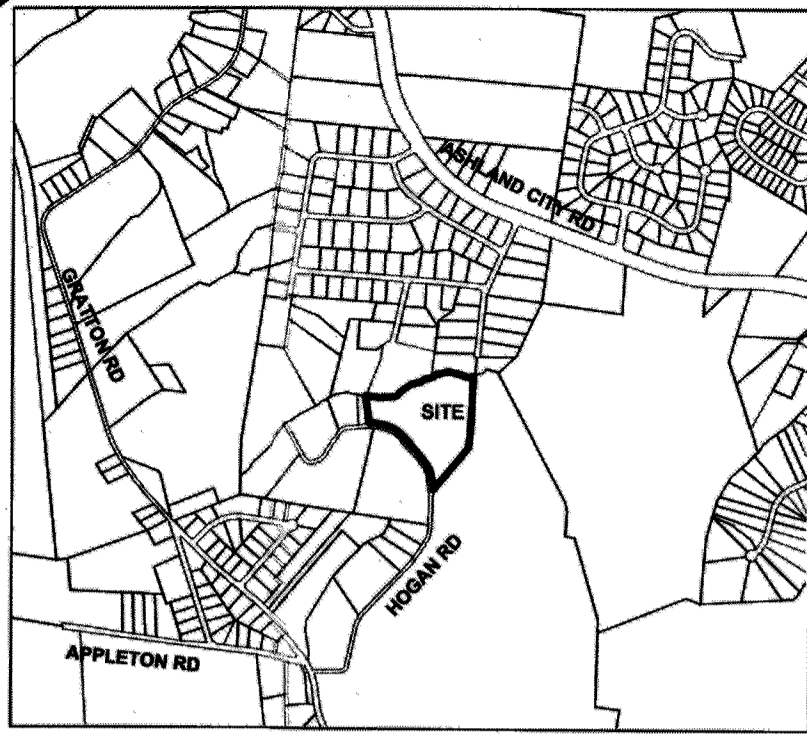 ASHLAND CITY RD
GRATTON RD
SITE
HOGAN RD
APPLETON RD